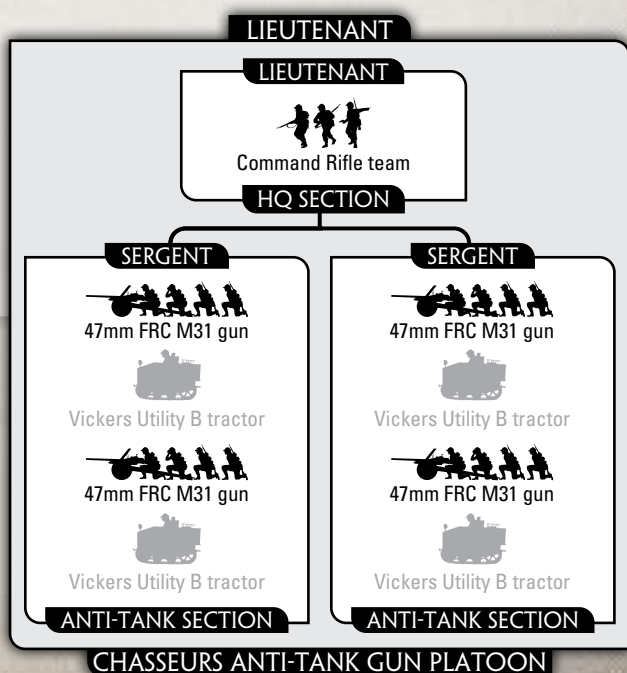 LIEUTENANT
LIEUTENANT
Command Rifle team
HQ SECTION
SERGENT
47mm FRC M31 gun
Vickers Utility B tractor
47mm FRC M31 gun
Vickers Utility B tractor
ANTI-TANK SECTION
SERGENT
47mm FRC M31 gun
Vickers Utility B tractor
47mm FRC M31 gun
Vickers Utility B tractor
ANTI-TANK SECTION
CHASSEURS ANTI-TANK GUN PLATOON